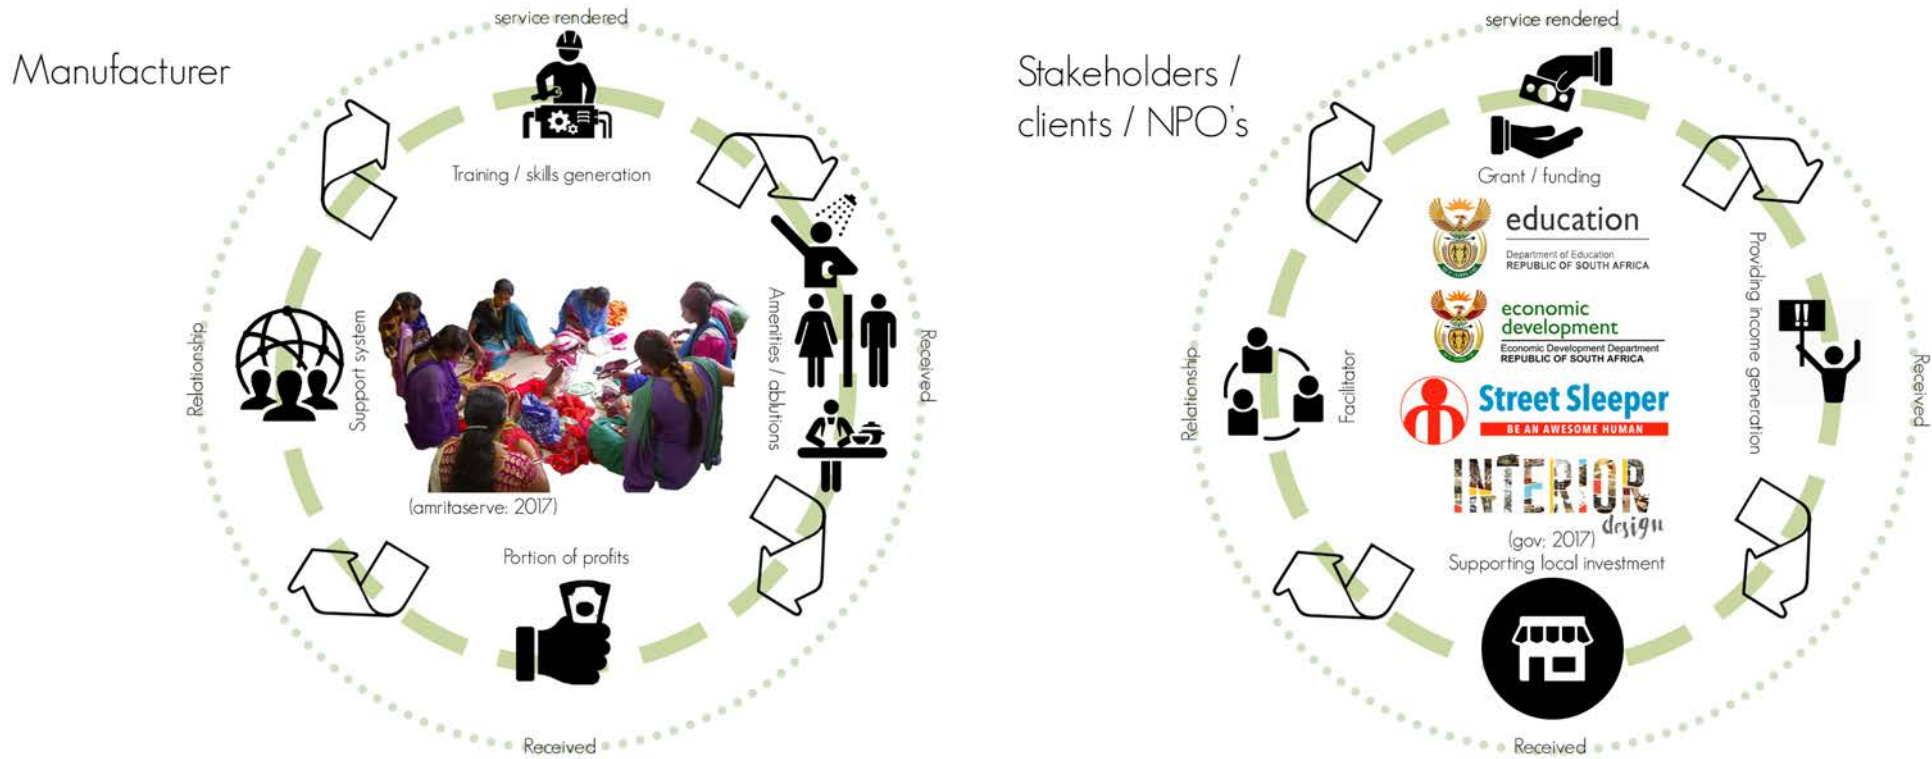 Manufacturer
service rendered
Training / skills generation
Relationship
Support system
Amenities / ablutions
Received
(amritaserve: 2017)
Portion of profits
Received
Stakeholders /
clients / NPO's
service rendered
Grant / funding
education
Department of Education
REPUBLIC OF SOUTH AFRICA
economic
development
Economic Development Department
REPUBLIC OF SOUTH AFRICA
Street Sleeper
BE AN AWESOME HUMAN
INTERIOR
design
(gov; 2017)
Supporting local investment
Relationship
Facilitator
Providing income generation
Received
Received